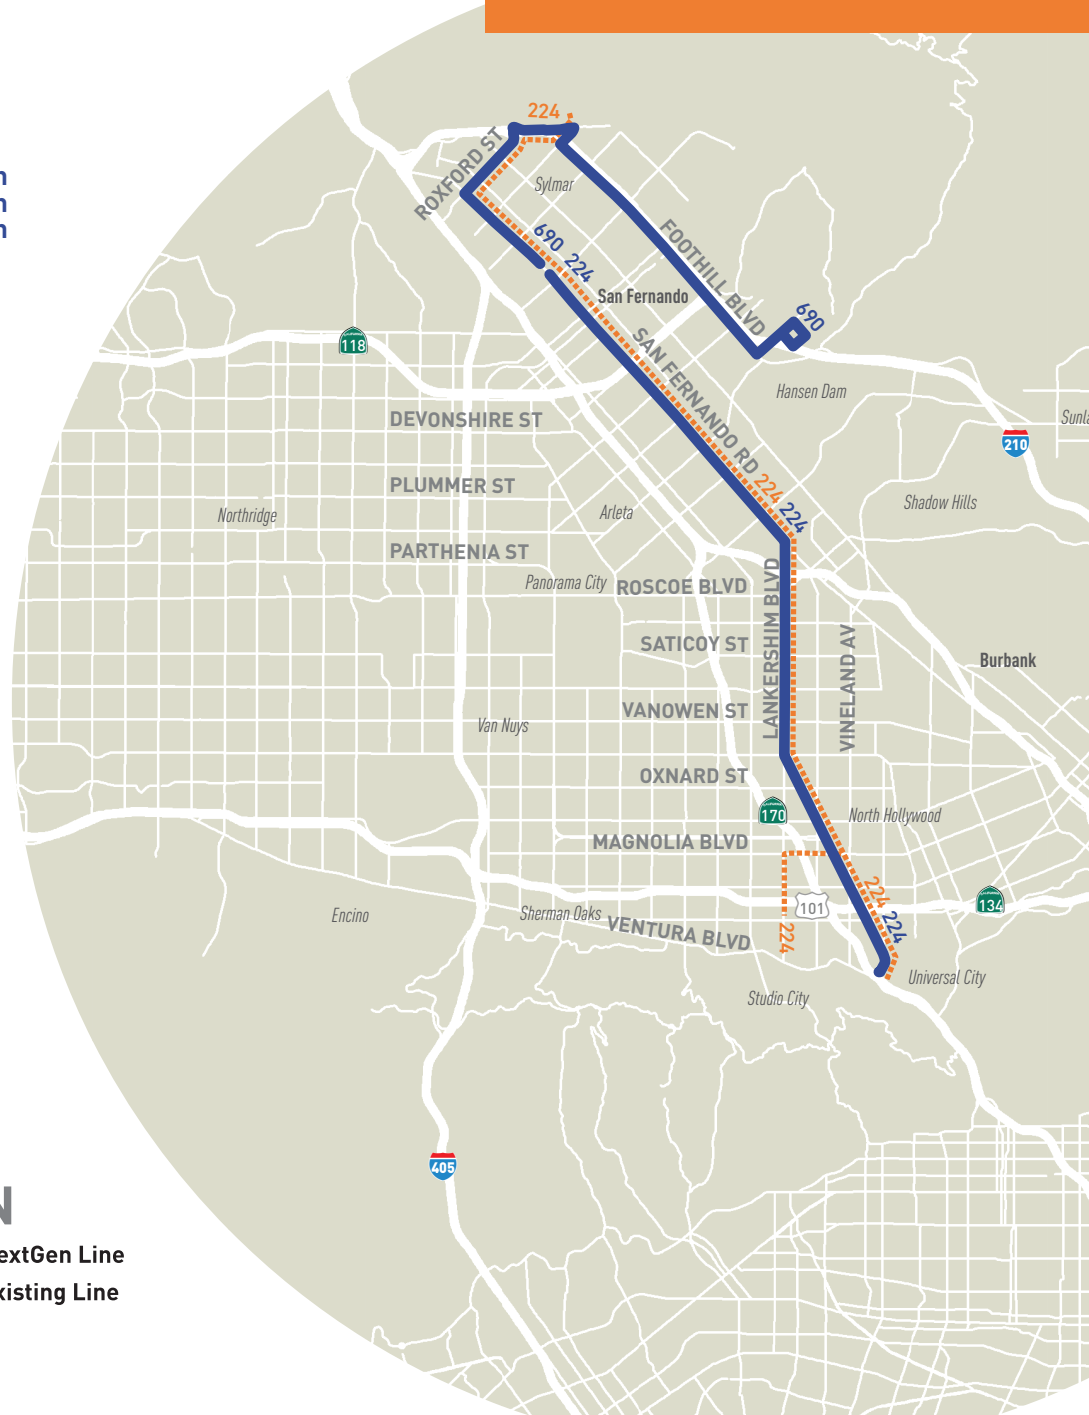 224
n
n
n
ROXFORD ST
Sylmar
690
224
FOOTHILL BLVD
San Fernando
690
SAN FERNANDO RD
118
Hansen Dam
DEVONSHIRE ST
Sunla
210
224
224
PLUMMER ST
Northridge
Arleta
Shadow Hills
PARTHENIA ST
Panorama City
ROSCOE BLVD
LANKERSHIM BLVD
SATICOY ST
VINELAND AV
Burbank
VANOWEN ST
Van Nuys
OXNARD ST
170
North Hollywood
MAGNOLIA BLVD
224
224
134
101
Encino
Sherman Oaks
VENTURA BLVD
224
Universal City
Studio City
405
N
extGen Line
xisting Line